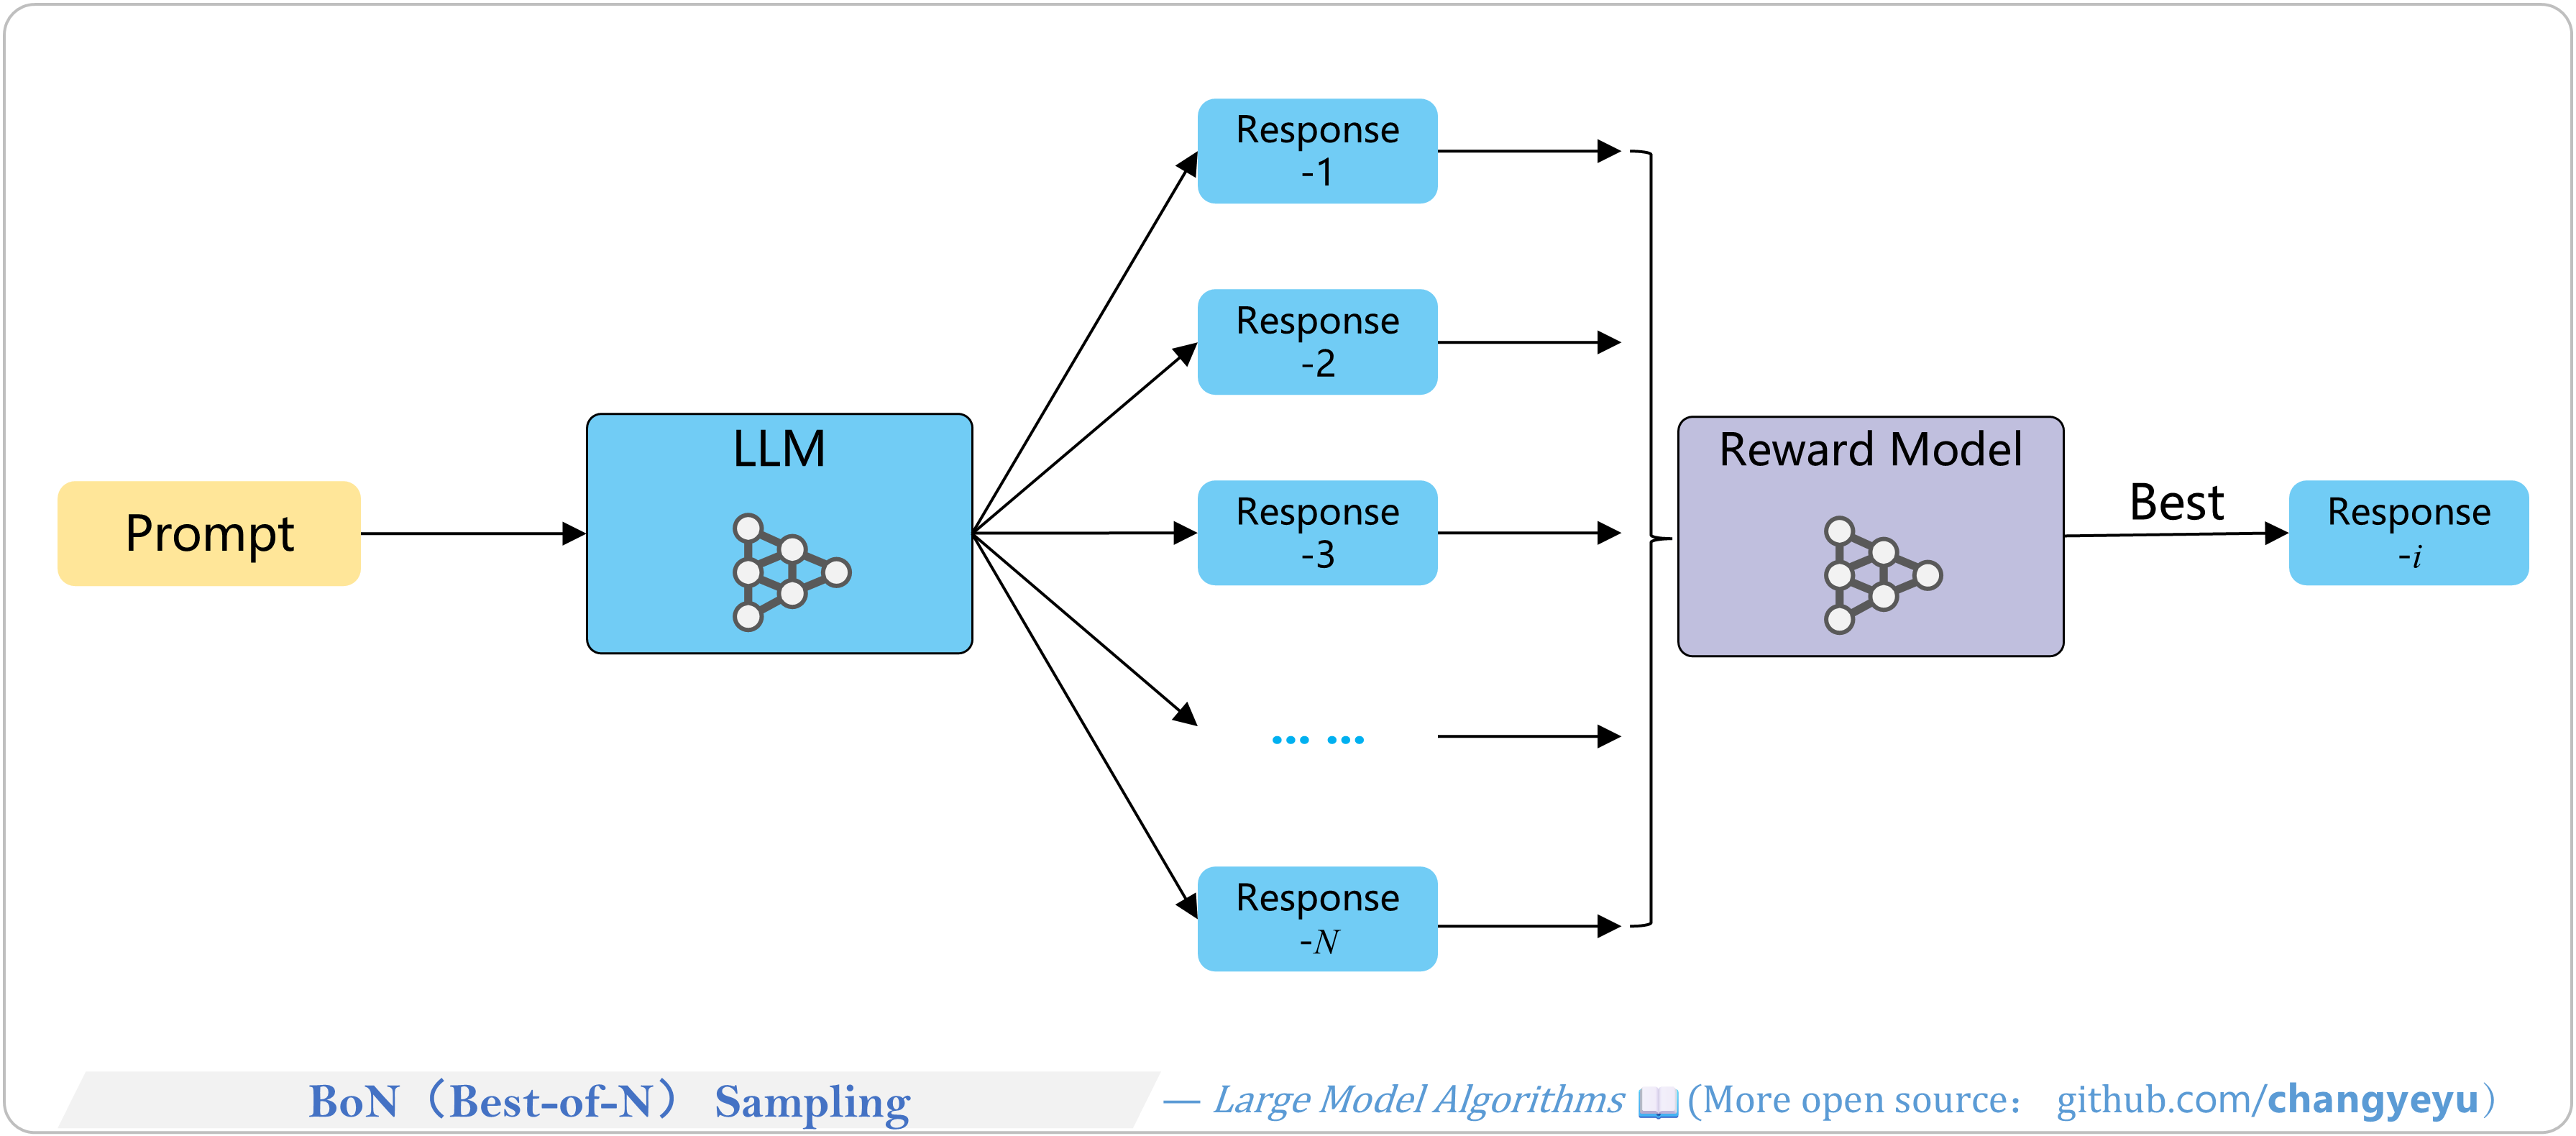 Prompt
LLM
Response
-1
Response
-2
Response
-3
... ...
Response
-N
Reward Model
Best
Response
-i
BoN（Best-of-N） Sampling
— Large Model Algorithms 📖(More open source： github.com/changyeyu）